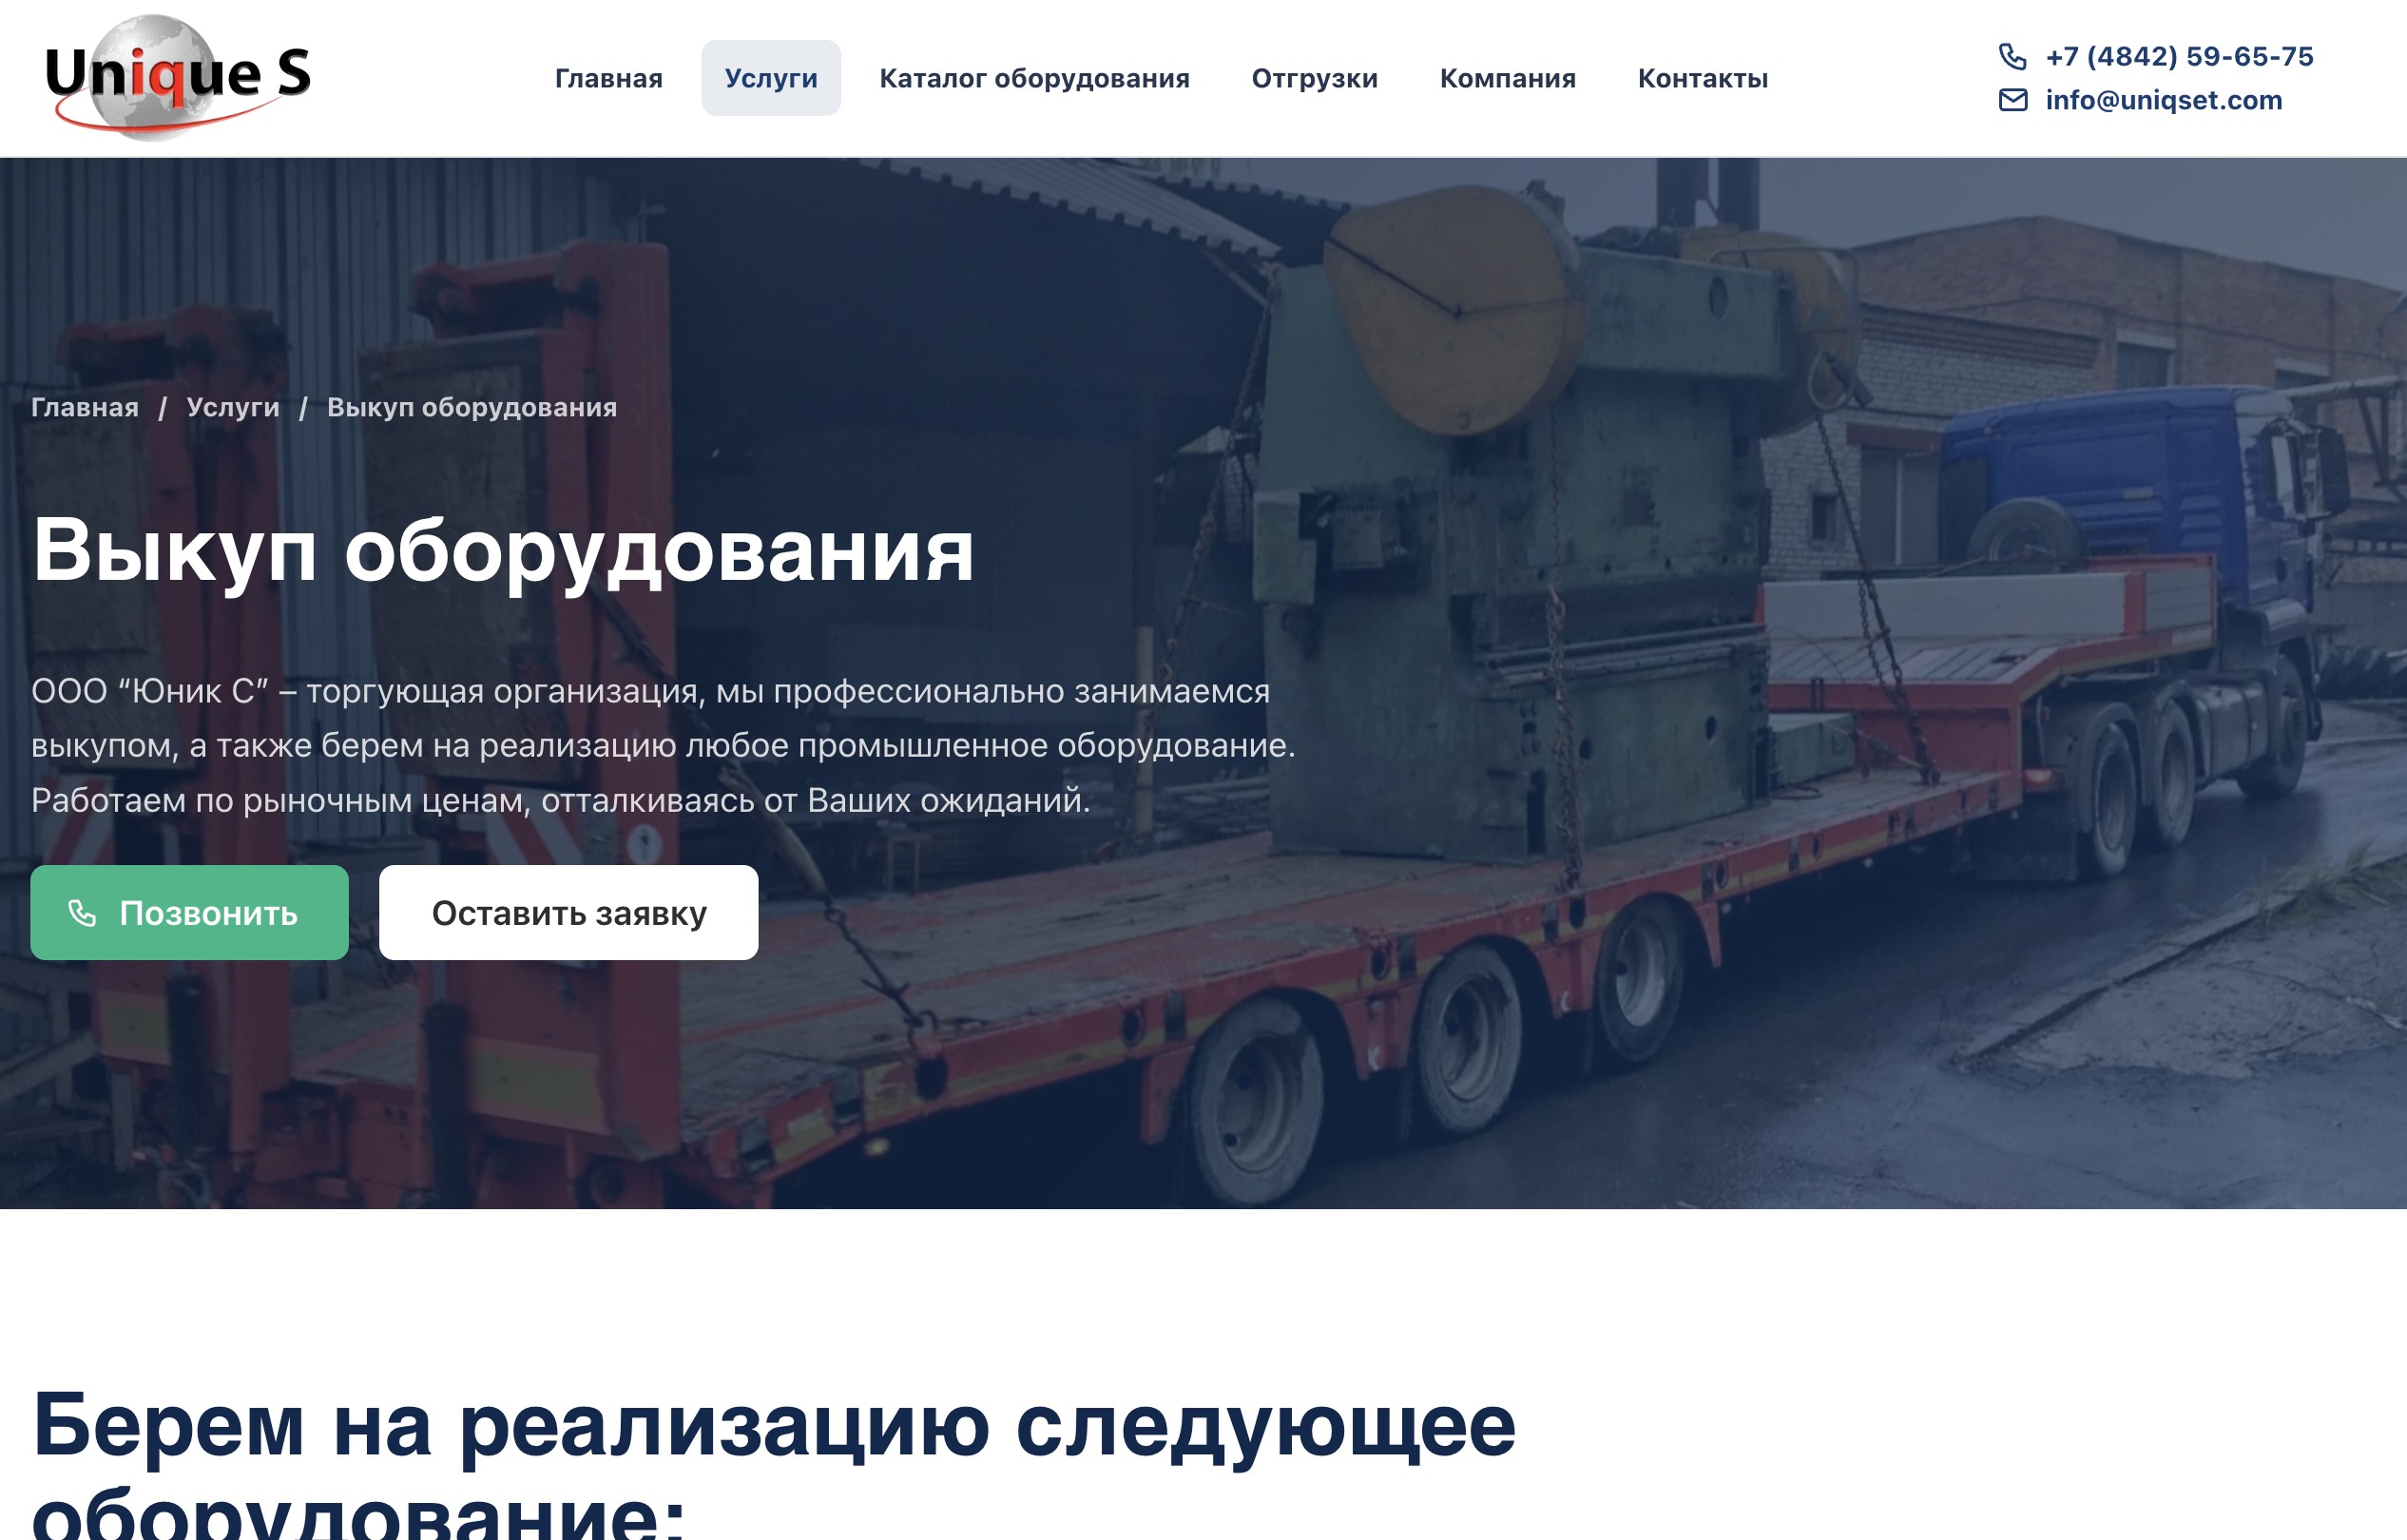 Unique S
Главная
Услуги
Каталог оборудования
Отгрузки
Компания
Контакты
+7 (4842) 59-65-75
info@uniqset.com
Главная / Услуги / Выкуп оборудования
Выкуп оборудования
ООО “Юник С” – торгующая организация, мы профессионально занимаемся
выкупом, а также берем на реализацию любое промышленное оборудование.
Работаем по рыночным ценам, отталкиваясь от Ваших ожиданий.
Позвонить
Оставить заявку
Берем на реализацию следующее
оборудование: